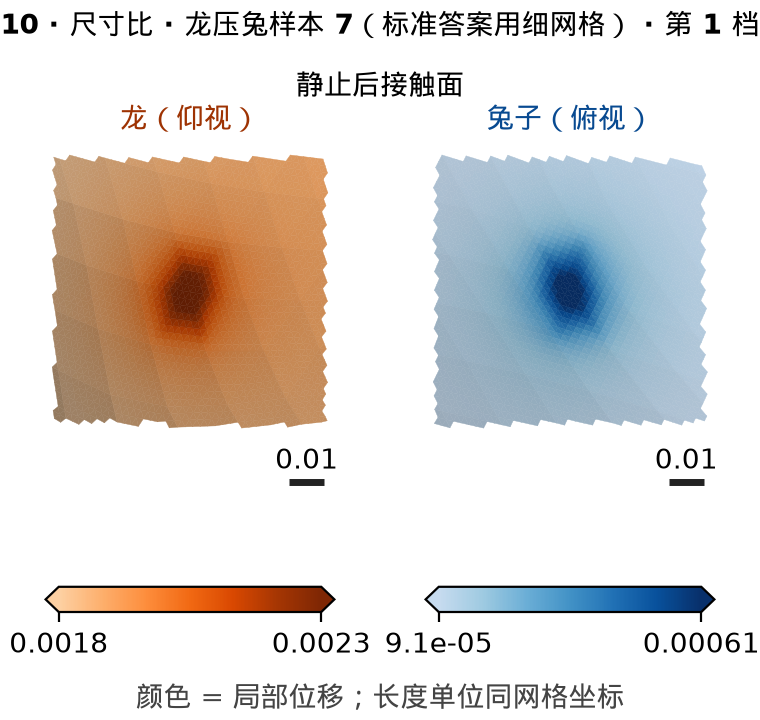 10 · 尺寸比 · 龙压兔样本 7（标准答案用细网格）· 第 1 档
静止后接触面
龙（仰视）
兔子（俯视）
0.01
0.01
0.0018
0.0023
9.1e-05
0.00061
颜色 = 局部位移；长度单位同网格坐标